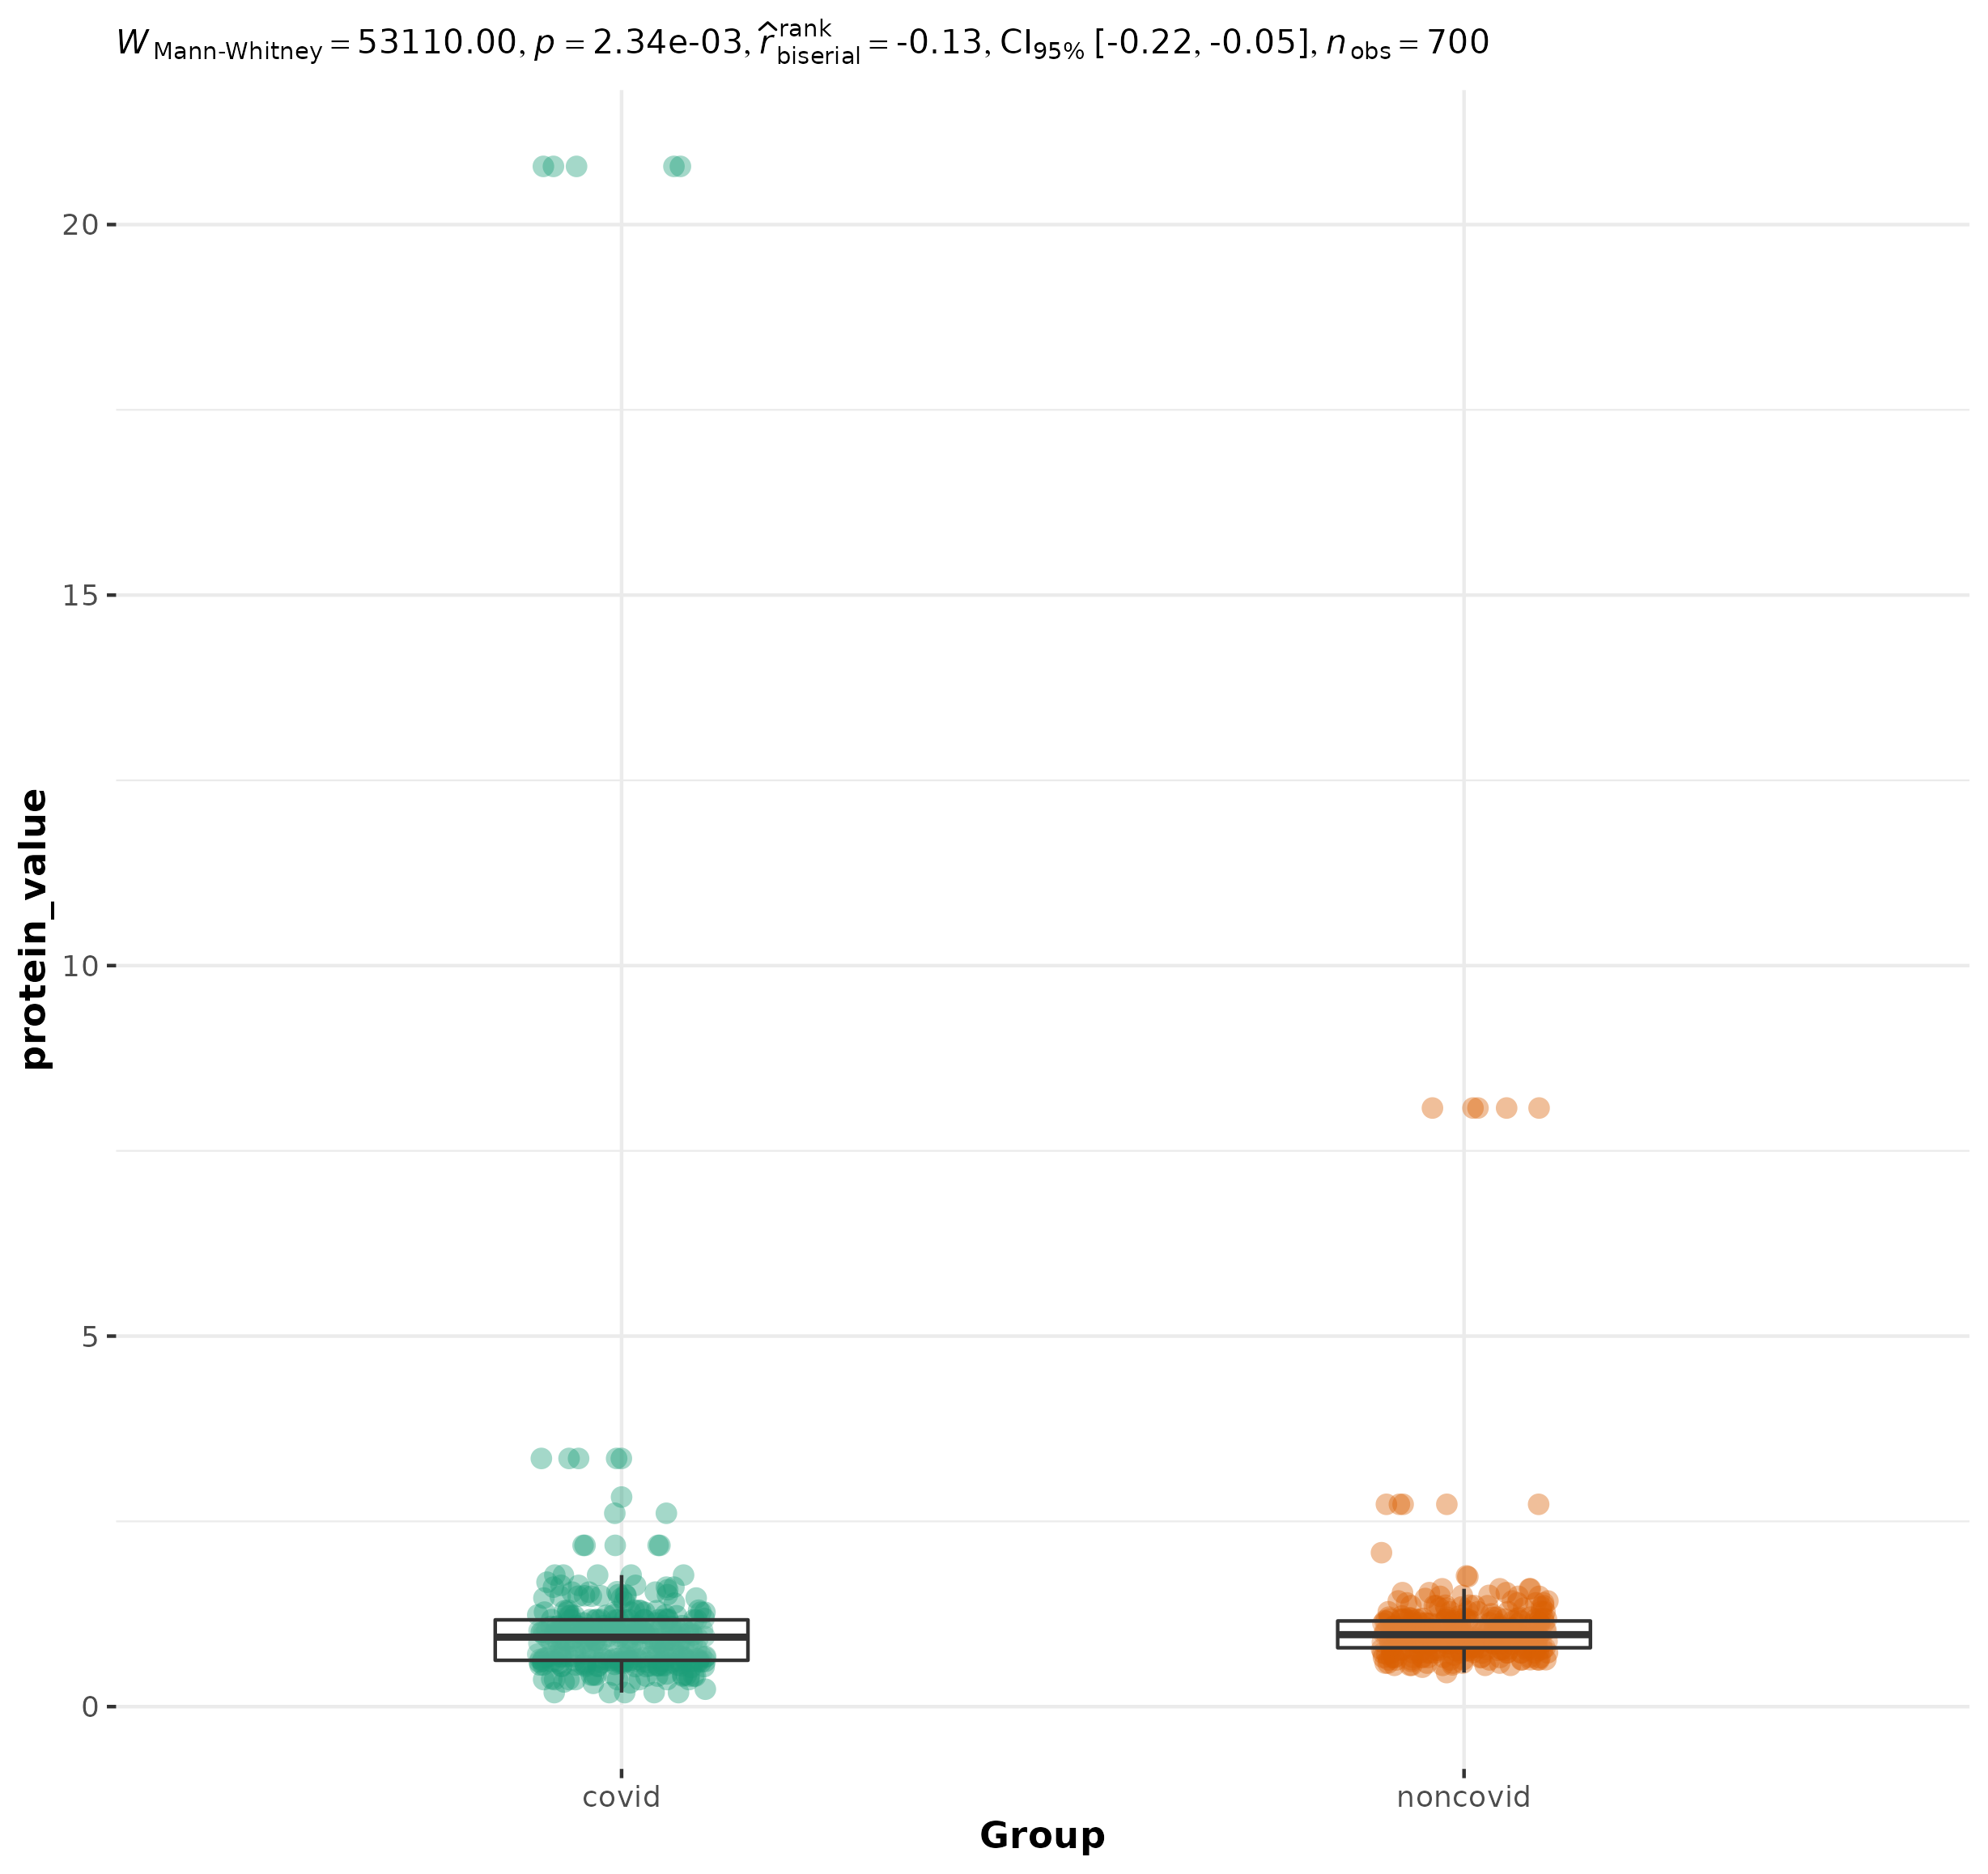 W Mann-Whitney = 53110.00, p = 2.34e-03, r̂ rank biserial = -0.13, CI95% [-0.22, -0.05], n obs = 700
protein_value
20
15
10
5
0
covid noncovid
Group